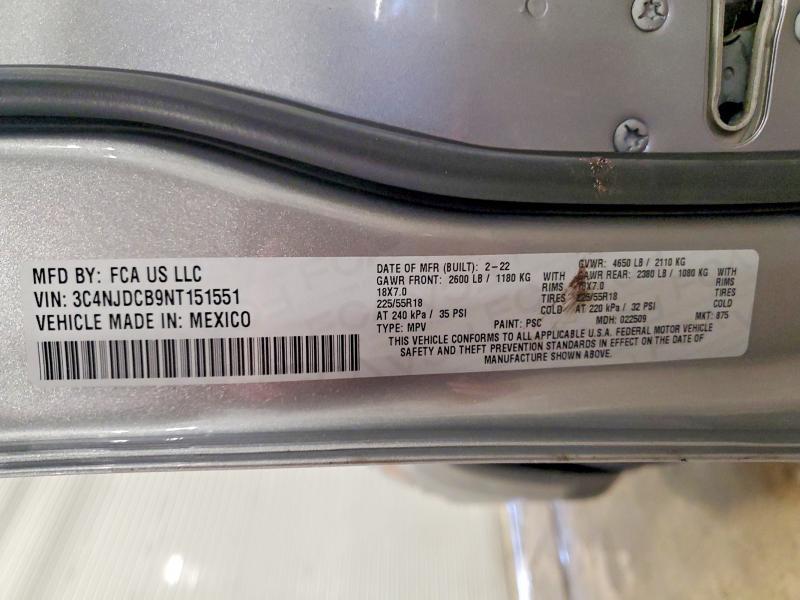 MFD BY: FCA US LLC
VIN: 3C4NJDCB9NT151551
VEHICLE MADE IN: MEXICO
DATE OF MFR (BUILT): 2-22 GVWR: 4650 LB / 2110 KG
GAWR FRONT: 2600 LB / 1180 KG WITH GAWR REAR: 2380 LB / 1080 KG WITH
18X7.0 RIMS 18X7.0 RIMS
225/55R18 TIRES 225/55R18 TIRES
AT 240 kPa / 35 PSI COLD AT 220 kPa / 32 PSI COLD
TYPE: MPV PAINT: PSC MDH: 022509 MKT: 875
THIS VEHICLE CONFORMS TO ALL APPLICABLE U.S.A. FEDERAL MOTOR VEHICLE
SAFETY AND THEFT PREVENTION STANDARDS IN EFFECT ON THE DATE OF
MANUFACTURE SHOWN ABOVE.